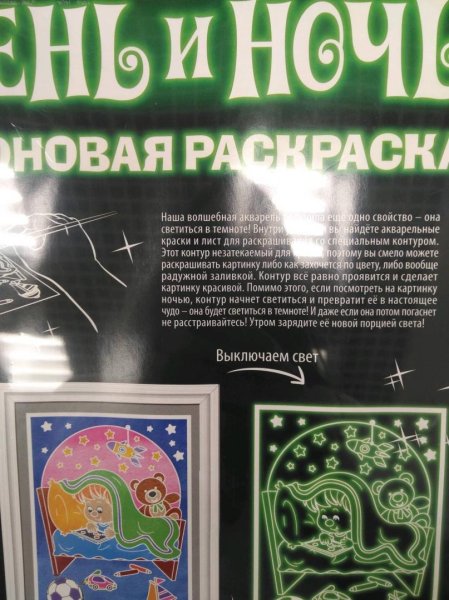 ЕНЬ И НОЧЬ
ОНОВАЯ РАСКРАСКА
Наша волшебная акварель ещё одно свойство – она
светиться в темноте! Внутри вы найдёте акварельные
краски и лист для раскрашивания со специальным контуром.
Этот контур незатекаемый для поэтому вы смело можете
раскрашивать картинку либо как захочется по цвету, либо вообще
радужной заливкой. Контур всё равно проявится и сделает
картинку красивой. Помимо этого, если посмотреть на картинку
ночью, контур начнет светиться и превратит её в настоящее
чудо – она будет светиться в темноте! И даже если она потом погаснет
не расстраивайтесь! Утром зарядите её новой порцией света!
Выключаем свет